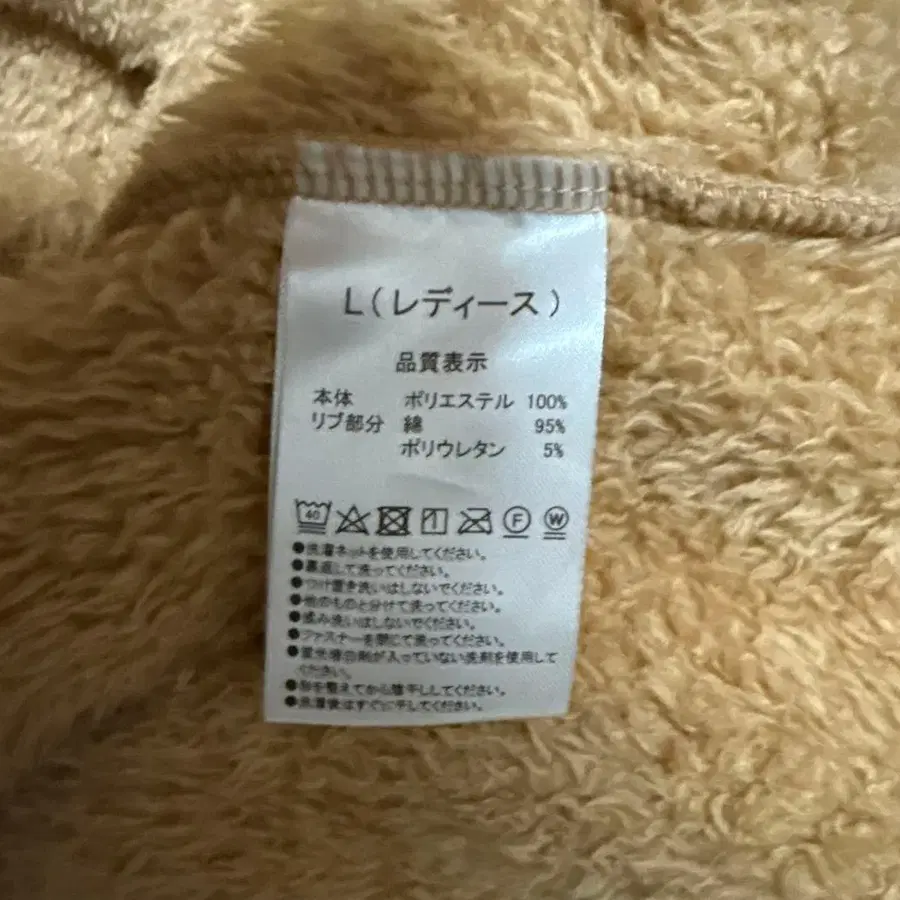 L(レディース)
品質表示
本体 ポリエステル 100%
リブ部分 綿 95%
ポリウレタン 5%
40 F W
●洗濯ネットを使用してください。
●裏返して洗ってください。
●つけ置き洗いはしないでください。
●他のものと分けて洗ってください。
●揉み洗いはしないでください。
●ファスナーを閉じて洗ってください。
●蛍光増白剤が入っていない洗剤を使用して
ください。
●形を整えてから陰干ししてください。
●洗濯後はすぐに干してください。